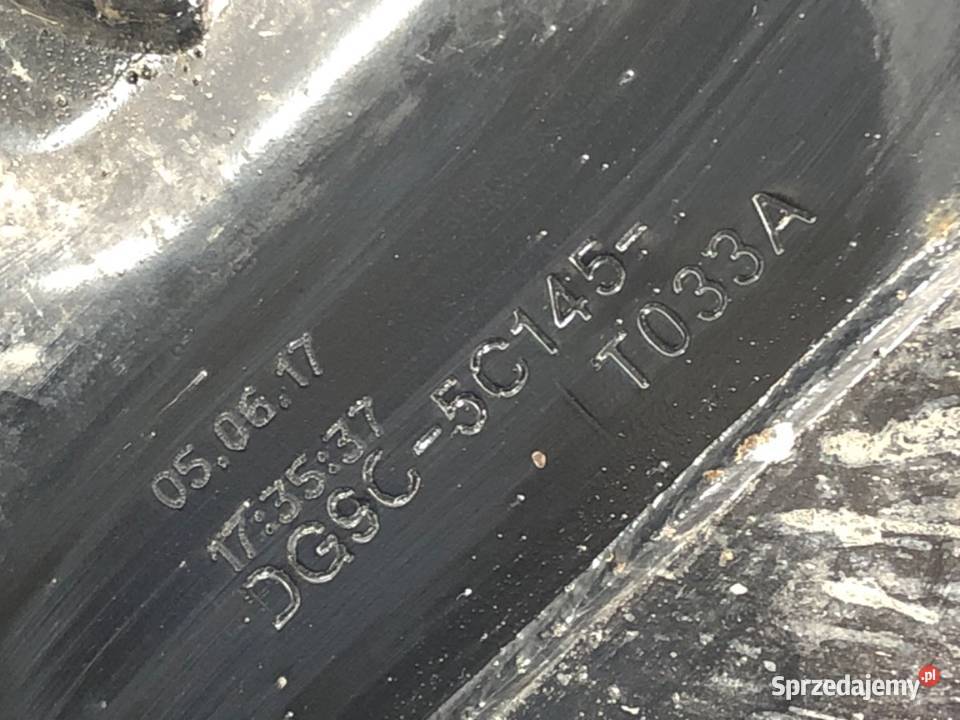 05.06.17
17:35:37
DG9C-5C145-
T033A
Sprzedajemy.pl